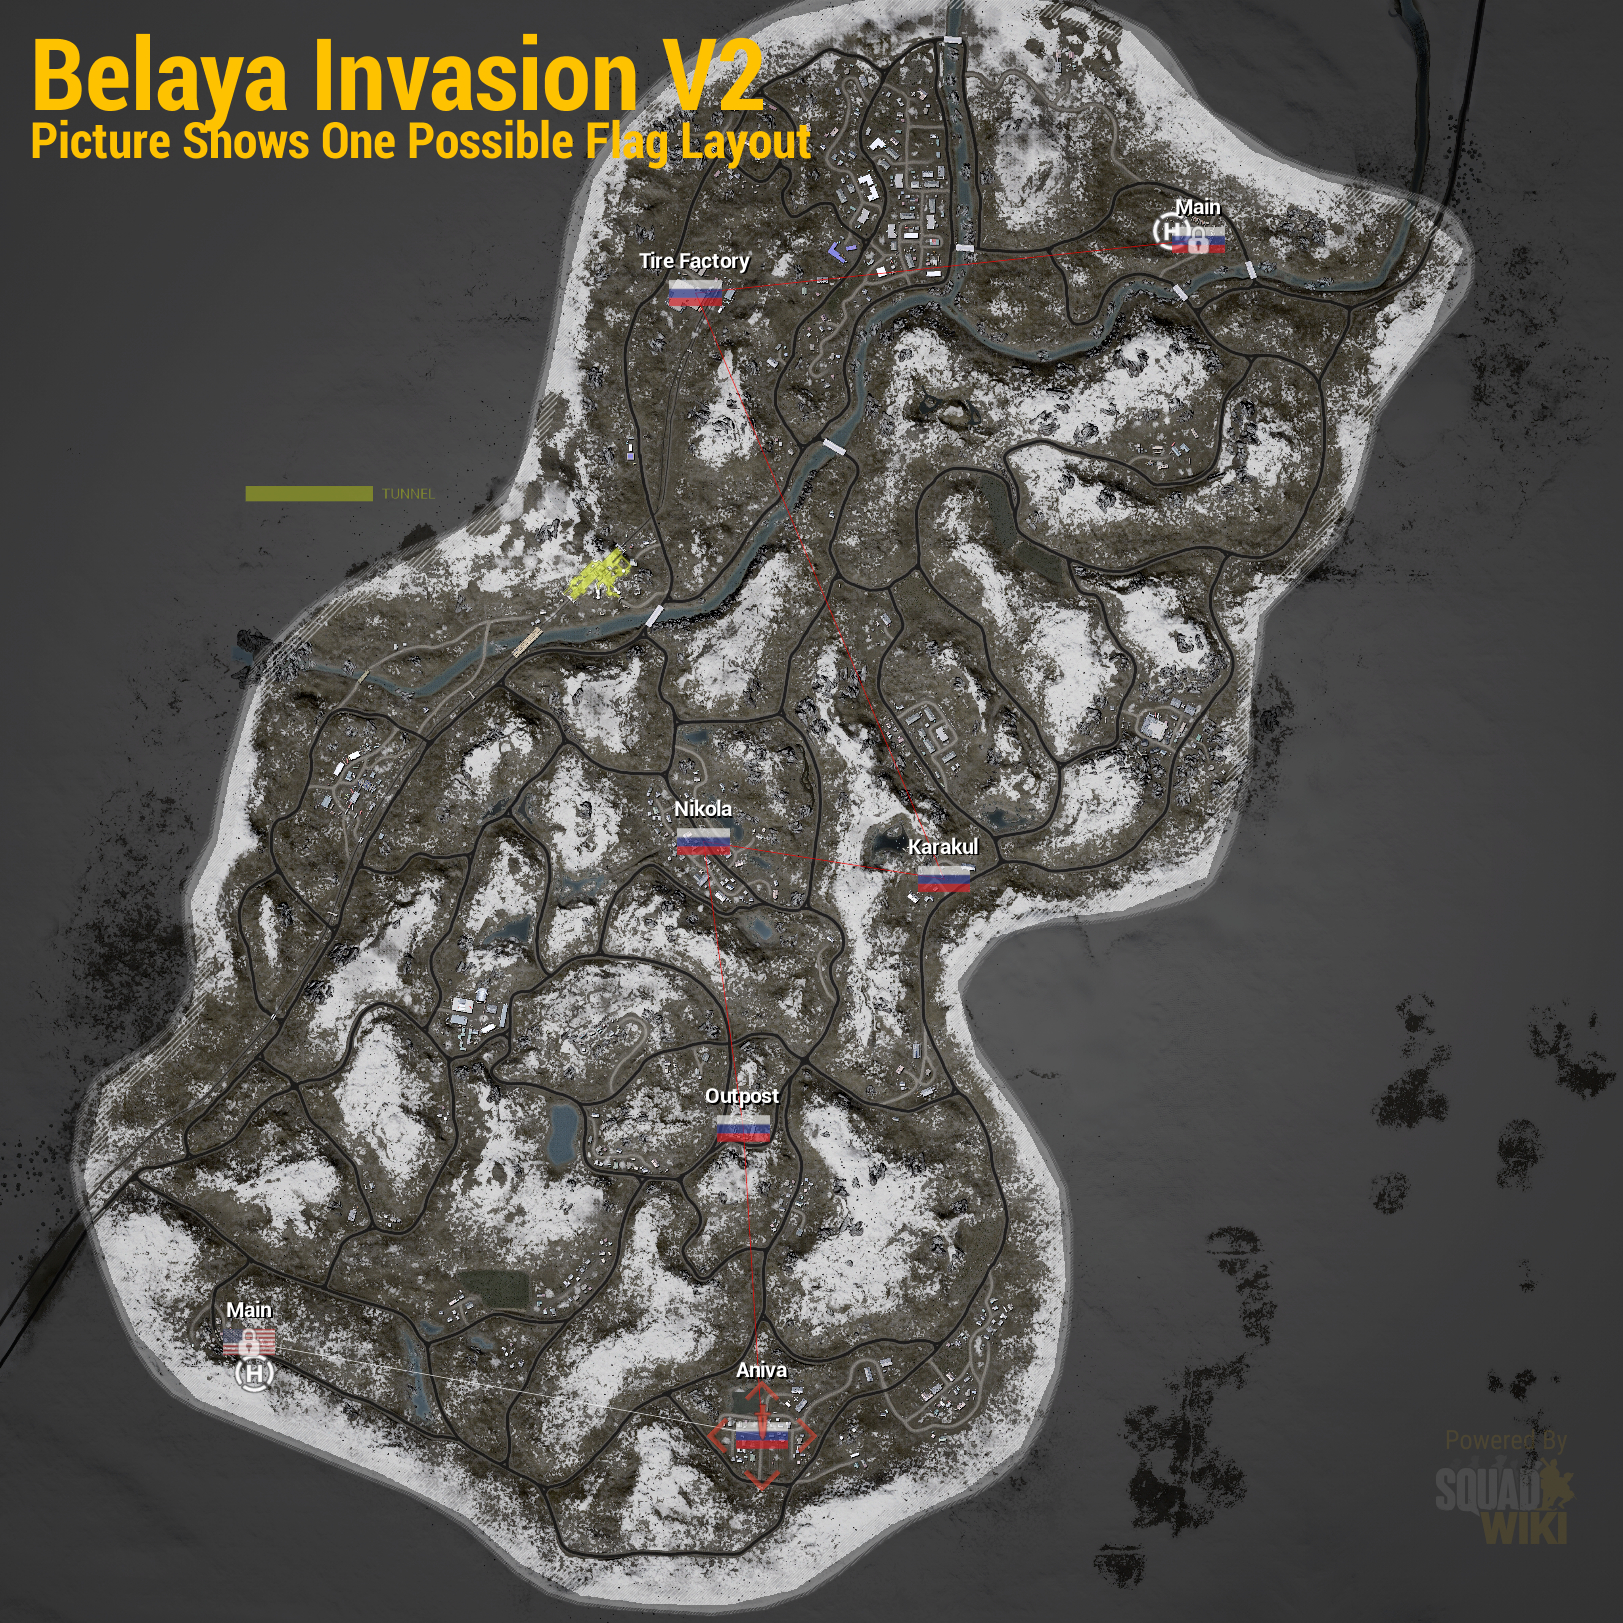 Belaya Invasion V2
Picture Shows One Possible Flag Layout
Main
H
Tire Factory
TUNNEL
Nikola
Karakul
Outpost
Main
H
Aniva
Powered By
SQUAD
WIKI